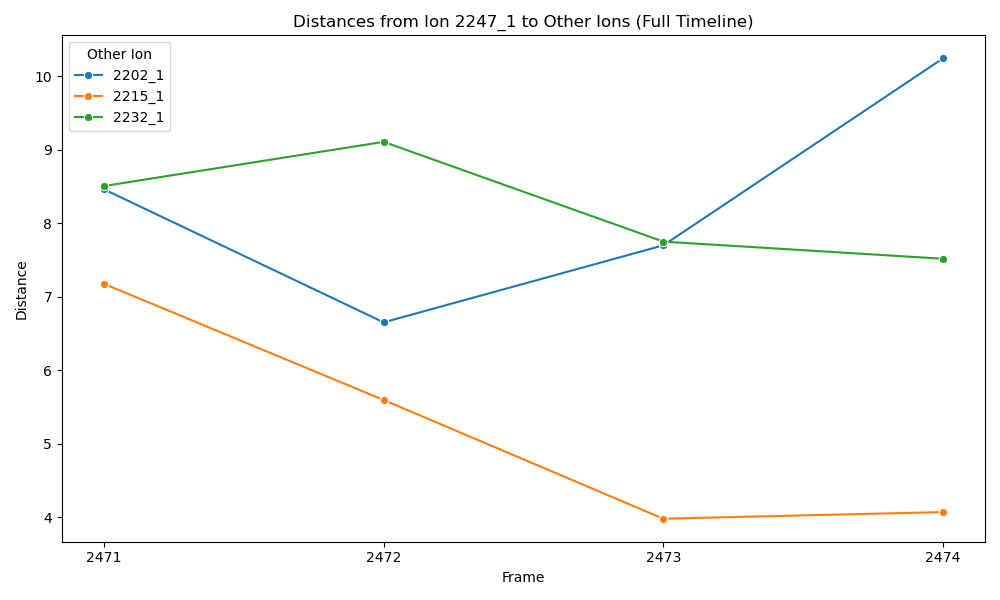 Distances from Ion 2247_1 to Other Ions (Full Timeline)
Other Ion
2202_1
2215_1
2232_1
Distance
10
9
8
7
6
5
4
2471 2472 2473 2474
Frame